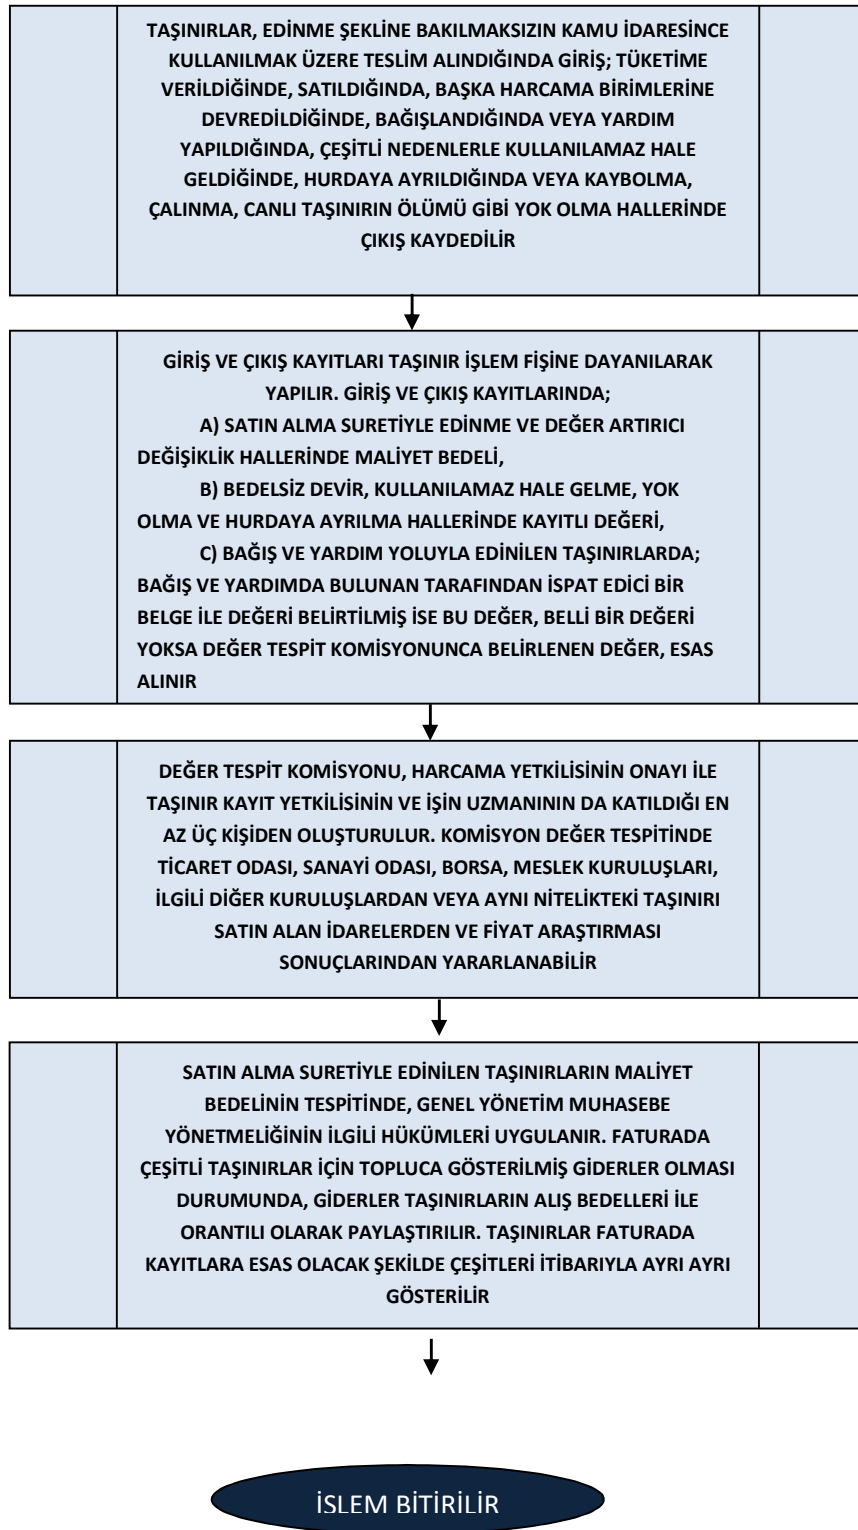 TAŞINIRLAR, EDİNME ŞEKLİNE BAKILMAKSIZIN KAMU İDARESİNCE
KULLANILMAK ÜZERE TESLİM ALINDIĞINDA GİRİŞ; TÜKETİME
VERİLDİĞİNDE, SATILDIĞINDA, BAŞKA HARCAMA BİRİMLERİNE
DEVREDİLDİĞİNDE, BAĞIŞLANDIĞINDA VEYA YARDIM
YAPILDIĞINDA, ÇEŞİTLİ NEDENLERLE KULLANILAMAZ HALE
GELDİĞİNDE, HURDAYA AYRILDIĞINDA VEYA KAYBOLMA,
ÇALINMA, CANLI TAŞINIRIN ÖLÜMÜ GİBİ YOK OLMA HALLERİNDE
ÇIKIŞ KAYDEDİLİR
GİRİŞ VE ÇIKIŞ KAYITLARI TAŞINIR İŞLEM FİŞİNE DAYANILARAK
YAPILIR. GİRİŞ VE ÇIKIŞ KAYITLARINDA;
A) SATIN ALMA SURETİYLE EDİNME VE DEĞER ARTIRICI
DEĞİŞİKLİK HALLERİNDE MALİYET BEDELİ,
B) BEDELSİZ DEVİR, KULLANILAMAZ HALE GELME, YOK
OLMA VE HURDAYA AYRILMA HALLERİNDE KAYITLI DEĞERİ,
C) BAĞIŞ VE YARDIM YOLUYLA EDİNİLEN TAŞINIRLARDA;
BAĞIŞ VE YARDIMDA BULUNAN TARAFINDAN İSPAT EDİCİ BİR
BELGE İLE DEĞERİ BELİRTİLMİŞ İSE BU DEĞER, BELLİ BİR DEĞERİ
YOKSA DEĞER TESPİT KOMİSYONUNCA BELİRLENEN DEĞER, ESAS
ALINIR
DEĞER TESPİT KOMİSYONU, HARCAMA YETKİLİSİNİN ONAYI İLE
TAŞINIR KAYIT YETKİLİSİNİN VE İŞİN UZMANININ DA KATILDIĞI EN
AZ ÜÇ KİŞİDEN OLUŞTURULUR. KOMİSYON DEĞER TESPİTİNDE
TİCARET ODASI, SANAYİ ODASI, BORSA, MESLEK KURULUŞLARI,
İLGİLİ DİĞER KURULUŞLARDAN VEYA AYNI NİTELİKTEKİ TAŞINIRI
SATIN ALAN İDARELERDEN VE FİYAT ARAŞTIRMASI
SONUÇLARINDAN YARARLANABİLİR
SATIN ALMA SURETİYLE EDİNİLEN TAŞINIRLARIN MALİYET
BEDELİNİN TESPİTİNDE, GENEL YÖNETİM MUHASEBE
YÖNETMELİĞİNİN İLGİLİ HÜKÜMLERİ UYGULANIR. FATURADA
ÇEŞİTLİ TAŞINIRLAR İÇİN TOPLUCA GÖSTERİLMİŞ GİDERLER OLMASI
DURUMUNDA, GİDERLER TAŞINIRLARIN ALIŞ BEDELLERİ İLE
ORANTILI OLARAK PAYLAŞTIRILIR. TAŞINIRLAR FATURADA
KAYITLARA ESAS OLACAK ŞEKİLDE ÇEŞİTLERİ İTİBARIYLA AYRI AYRI
GÖSTERİLİR
İŞLEM BİTİRİLİR